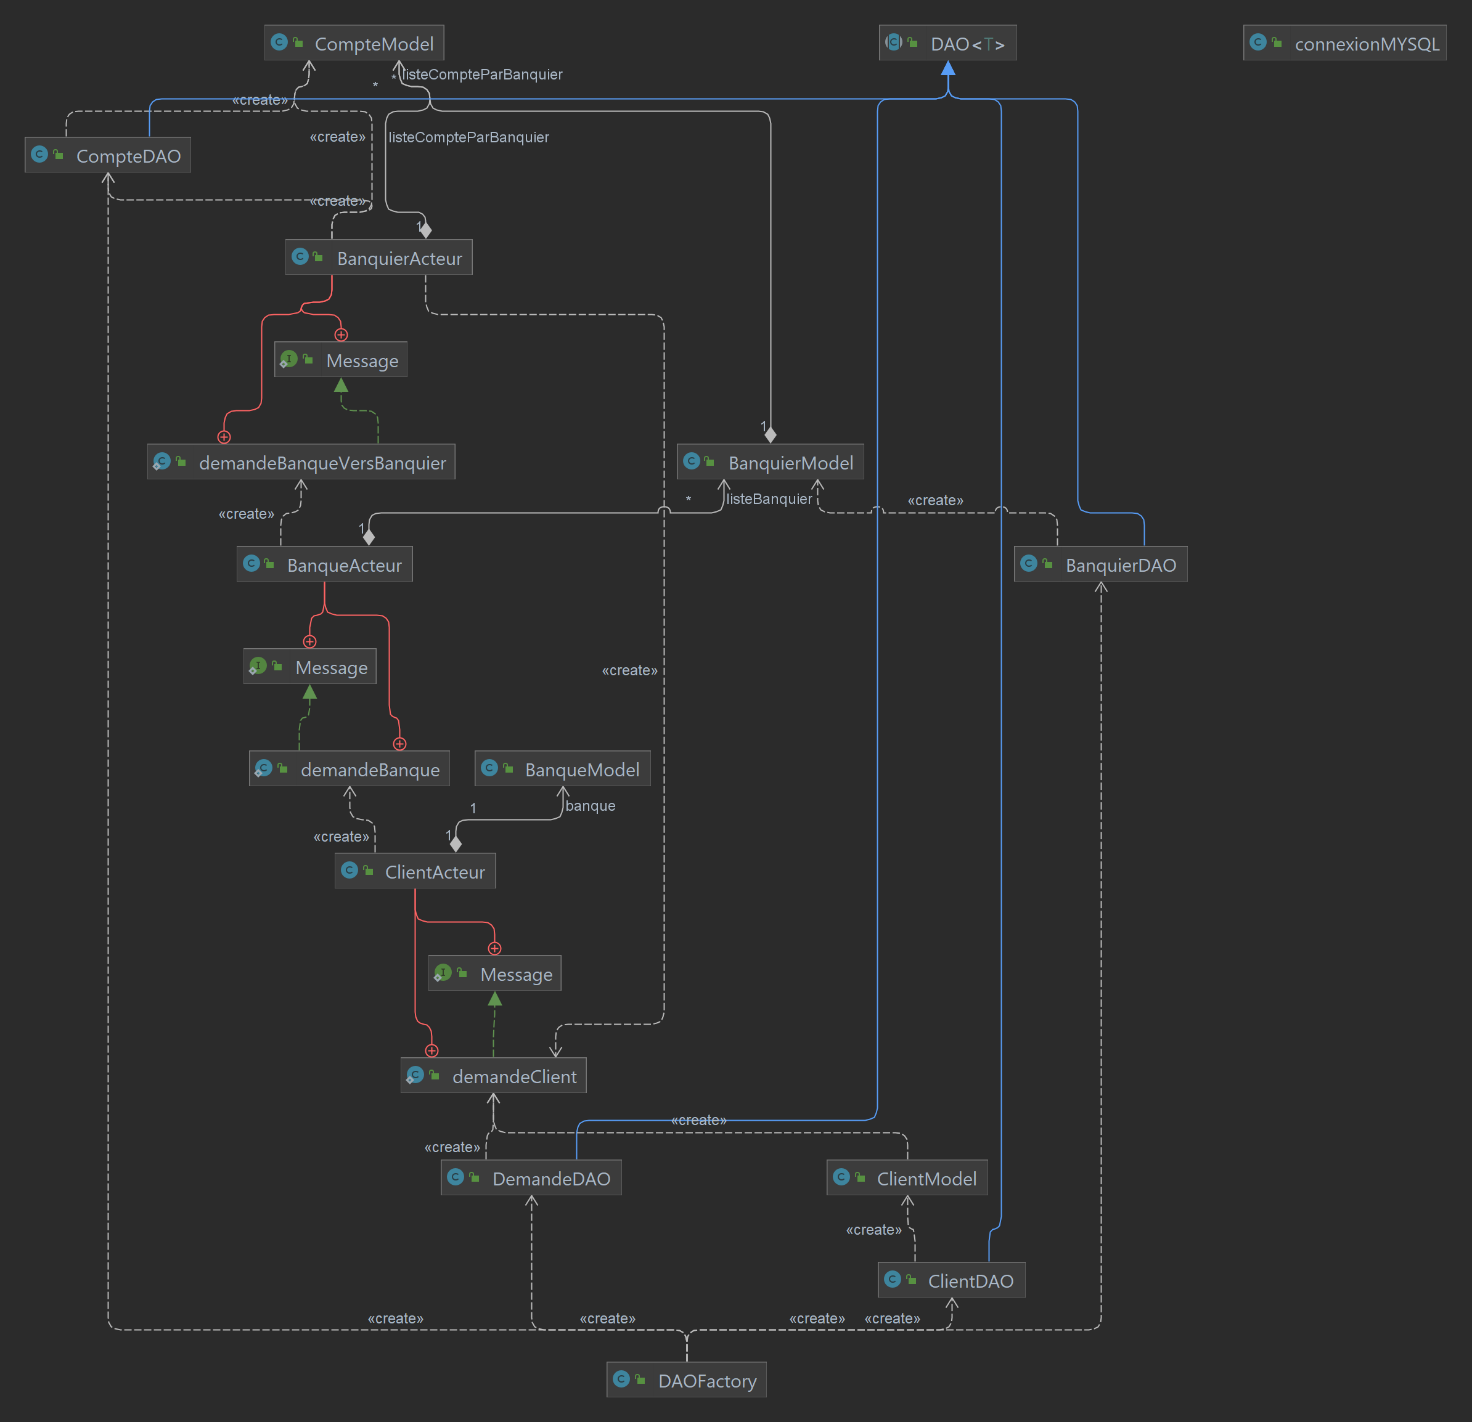 CompteModel
DAO<T>
connexionMYSQL
* listeCompteParBanquier
*
«create»
«create»
listeCompteParBanquier
CompteDAO
«create»
1
BanquierActeur
Message
1
demandeBanqueVersBanquier
BanquierModel
* listeBanquier
«create»
«create»
1
BanqueActeur
BanquierDAO
Message
«create»
demandeBanque
BanqueModel
1
banque
«create»
1
ClientActeur
Message
demandeClient
«create»
«create»
DemandeDAO
ClientModel
«create»
ClientDAO
«create»
«create»
«create»
«create»
DAOFactory